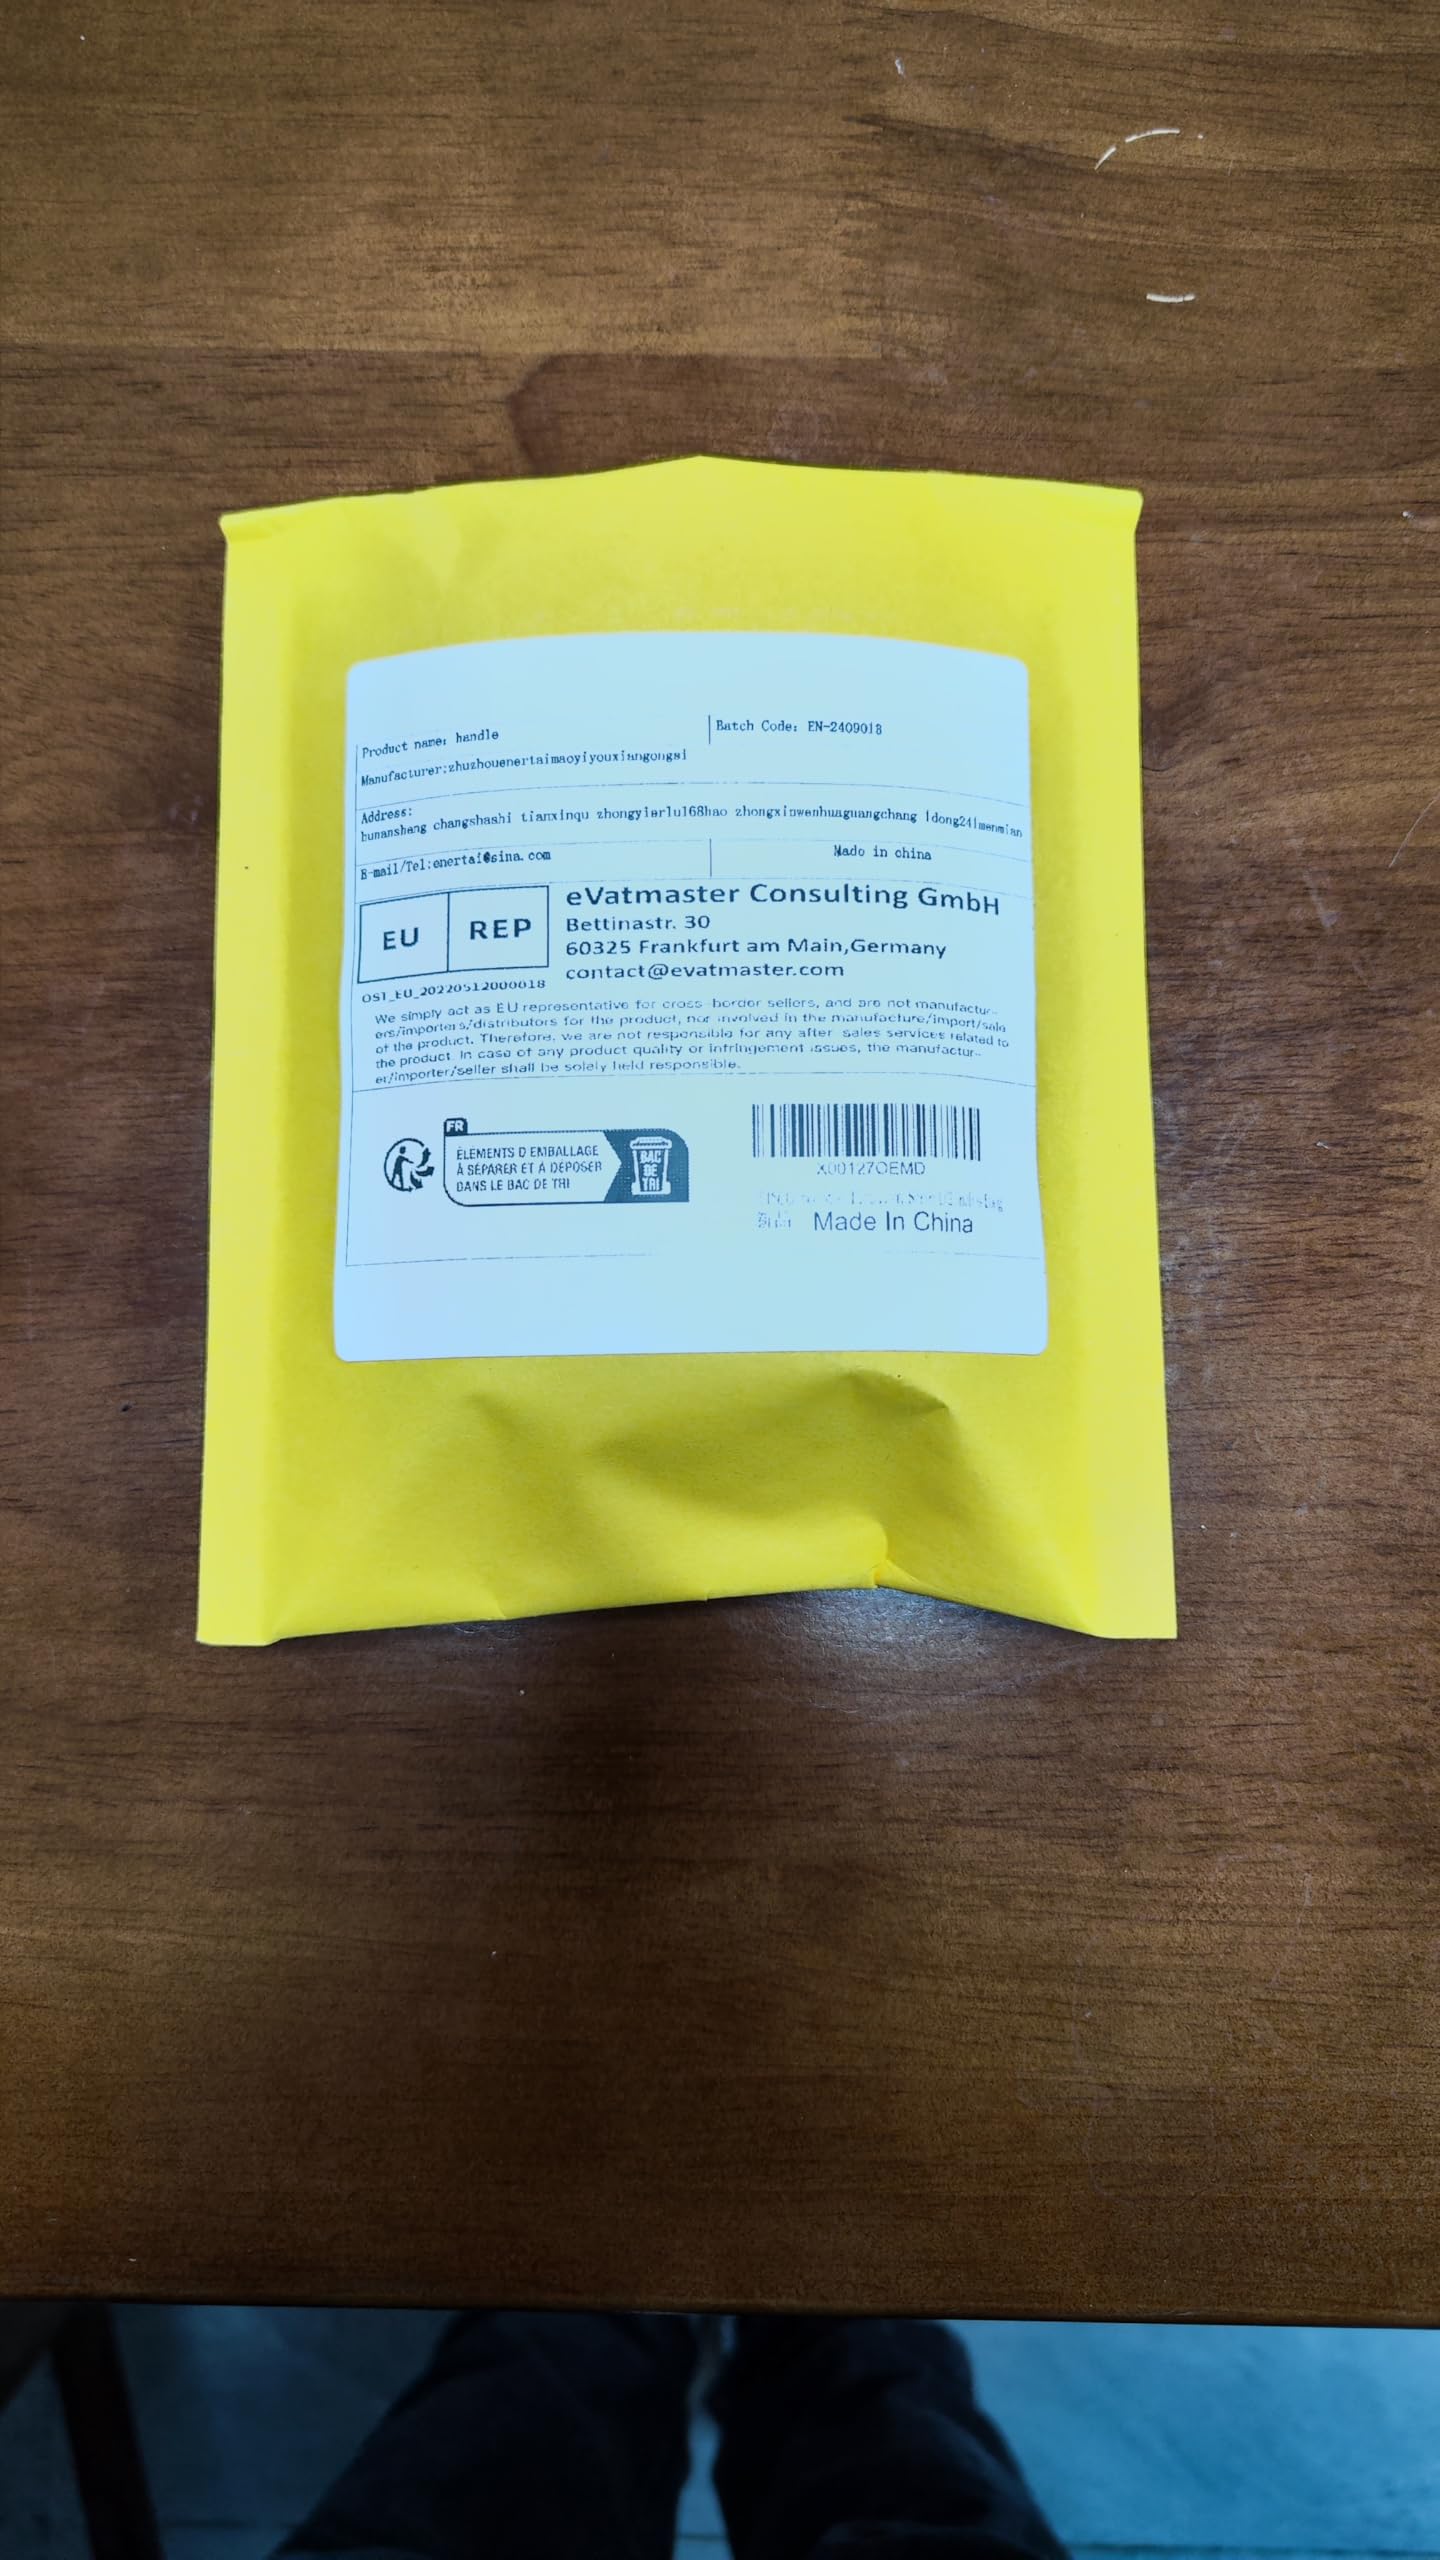 Product name: handle
Batch Code: EN-2409018
Manufacturer:zhuzhouenertaimaoyiyouxiangongsi
Address:
hunansheng changshashi tianxinqu zhongyierlu168hao zhongxinwenhuaguangchang
E-mail/Tel:enertai@sina.com
Made in china
EU REP
eVatmaster Consulting GmbH
Bettinastr. 30
60325 Frankfurt am Main,Germany
contact@evatmaster.com
OST_EU_20220512000018
We simply act as EU representative for cross-border sellers, and are not manufactur-
ers/importers/distributors for the product, nor involved in the manufacture/import/sale
of the product. Therefore, we are not responsible for any after sales services related to
the product. In case of any product quality or infringement issues, the manufactur-
er/importer/seller shall be solely held responsible.
FR
ÉLÉMENTS D'EMBALLAGE
À SÉPARER ET À DÉPOSER
DANS LE BAC DE TRI
BAC
DE
TRI
X00127OEMD
Made In China